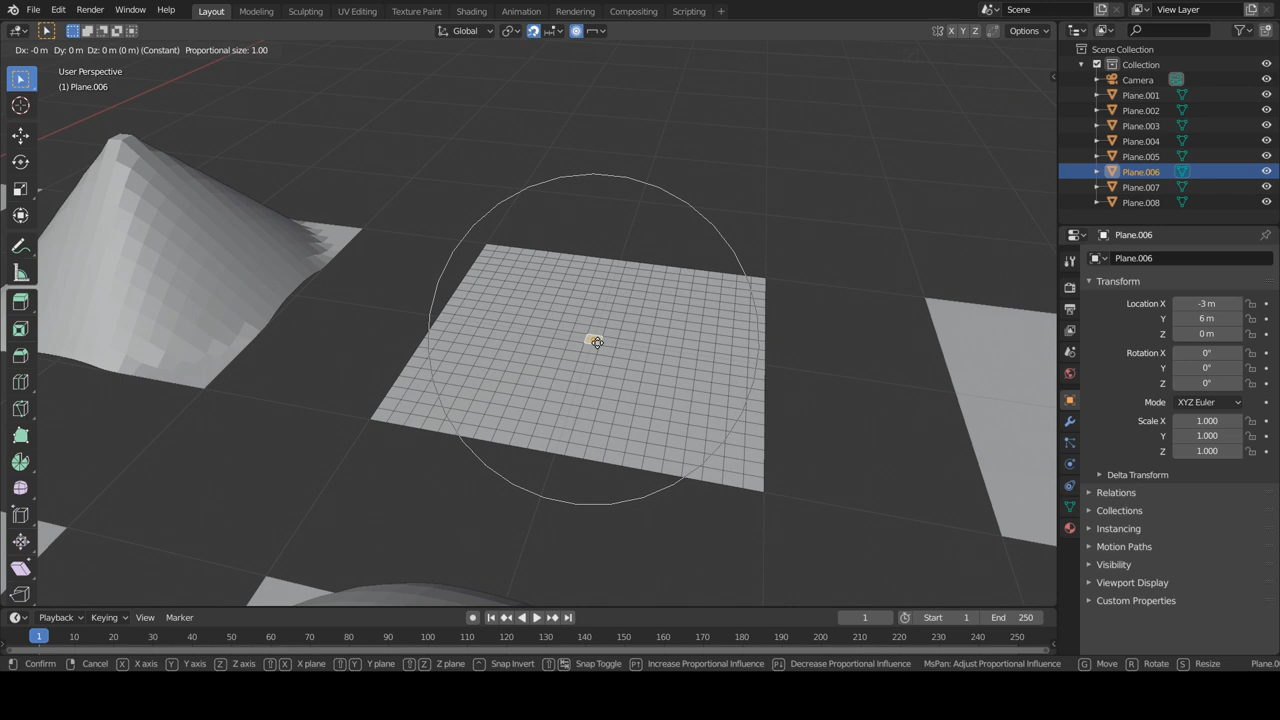 File Edit Render Window Help Layout Modeling Sculpting UV Editing Texture Paint Shading Animation Rendering Compositing Scripting + Scene View Layer
Global X Y Z Options
Dx: -0 m Dy: 0 m Dz: 0 m (0 m) (Constant) Proportional size: 1.00
User Perspective
(1) Plane.006
Scene Collection
Collection
Camera
Plane.001
Plane.002
Plane.003
Plane.004
Plane.005
Plane.006
Plane.007
Plane.008
Plane.006
Plane.006
Transform
Location X -3 m
Y 6 m
Z 0 m
Rotation X 0°
Y 0°
Z 0°
Mode XYZ Euler
Scale X 1.000
Y 1.000
Z 1.000
Delta Transform
Relations
Collections
Instancing
Motion Paths
Visibility
Viewport Display
Custom Properties
Playback Keying View Marker 1 Start 1 End 250
1 10 20 30 40 50 60 70 80 90 100 110 120 130 140 150 160 170 180 190 200 210 220 230 240 250
Confirm Cancel X X axis Y Y axis Z Z axis X X plane Y Y plane Z Z plane Snap Invert Snap Toggle Increase Proportional Influence Decrease Proportional Influence MsPan: Adjust Proportional Influence G Move R Rotate S Resize Plane.0